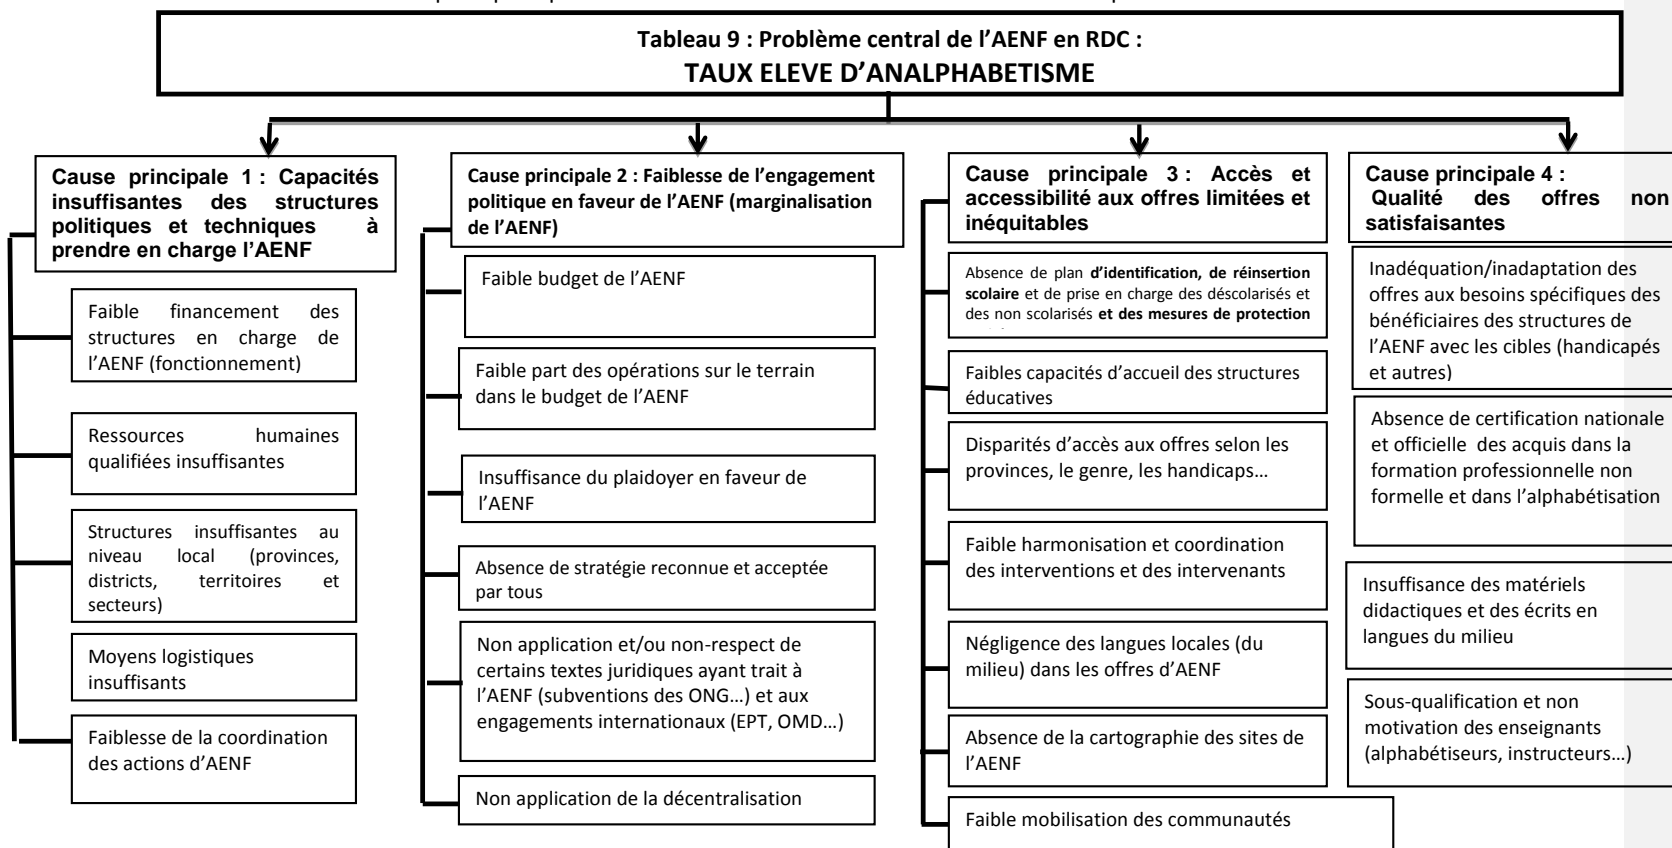 Tableau 9 : Problème central de l'AENF en RDC :
TAUX ELEVE D'ANALPHABETISME
Cause principale 1 : Capacités
insuffisantes des structures
politiques et techniques à
prendre en charge l'AENF
Faible financement des
structures en charge de
l'AENF (fonctionnement)
Ressources humaines
qualifiées insuffisantes
Structures insuffisantes au
niveau local (provinces,
districts, territoires et
secteurs)
Moyens logistiques
insuffisants
Faiblesse de la coordination
des actions d'AENF
Cause principale 2 : Faiblesse de l'engagement
politique en faveur de l'AENF (marginalisation
de l'AENF)
Faible budget de l'AENF
Faible part des opérations sur le terrain
dans le budget de l'AENF
Insuffisance du plaidoyer en faveur de
l'AENF
Absence de stratégie reconnue et acceptée
par tous
Non application et/ou non-respect de
certains textes juridiques ayant trait à
l'AENF (subventions des ONG…) et aux
engagements internationaux (EPT, OMD…)
Non application de la décentralisation
Cause principale 3 : Accès et
accessibilité aux offres limitées et
inéquitables
Absence de plan d'identification, de réinsertion
scolaire et de prise en charge des déscolarisés et
des non scolarisés et des mesures de protection
Faibles capacités d'accueil des structures
éducatives
Disparités d'accès aux offres selon les
provinces, le genre, les handicaps…
Faible harmonisation et coordination
des interventions et des intervenants
Négligence des langues locales (du
milieu) dans les offres d'AENF
Absence de la cartographie des sites de
l'AENF
Faible mobilisation des communautés
Cause principale 4 :
Qualité des offres non
satisfaisantes
Inadéquation/inadaptation des
offres aux besoins spécifiques des
bénéficiaires des structures de
l'AENF avec les cibles (handicapés
et autres)
Absence de certification nationale
et officielle des acquis dans la
formation professionnelle non
formelle et dans l'alphabétisation
Insuffisance des matériels
didactiques et des écrits en
langues du milieu
Sous-qualification et non
motivation des enseignants
(alphabétiseurs, instructeurs…)